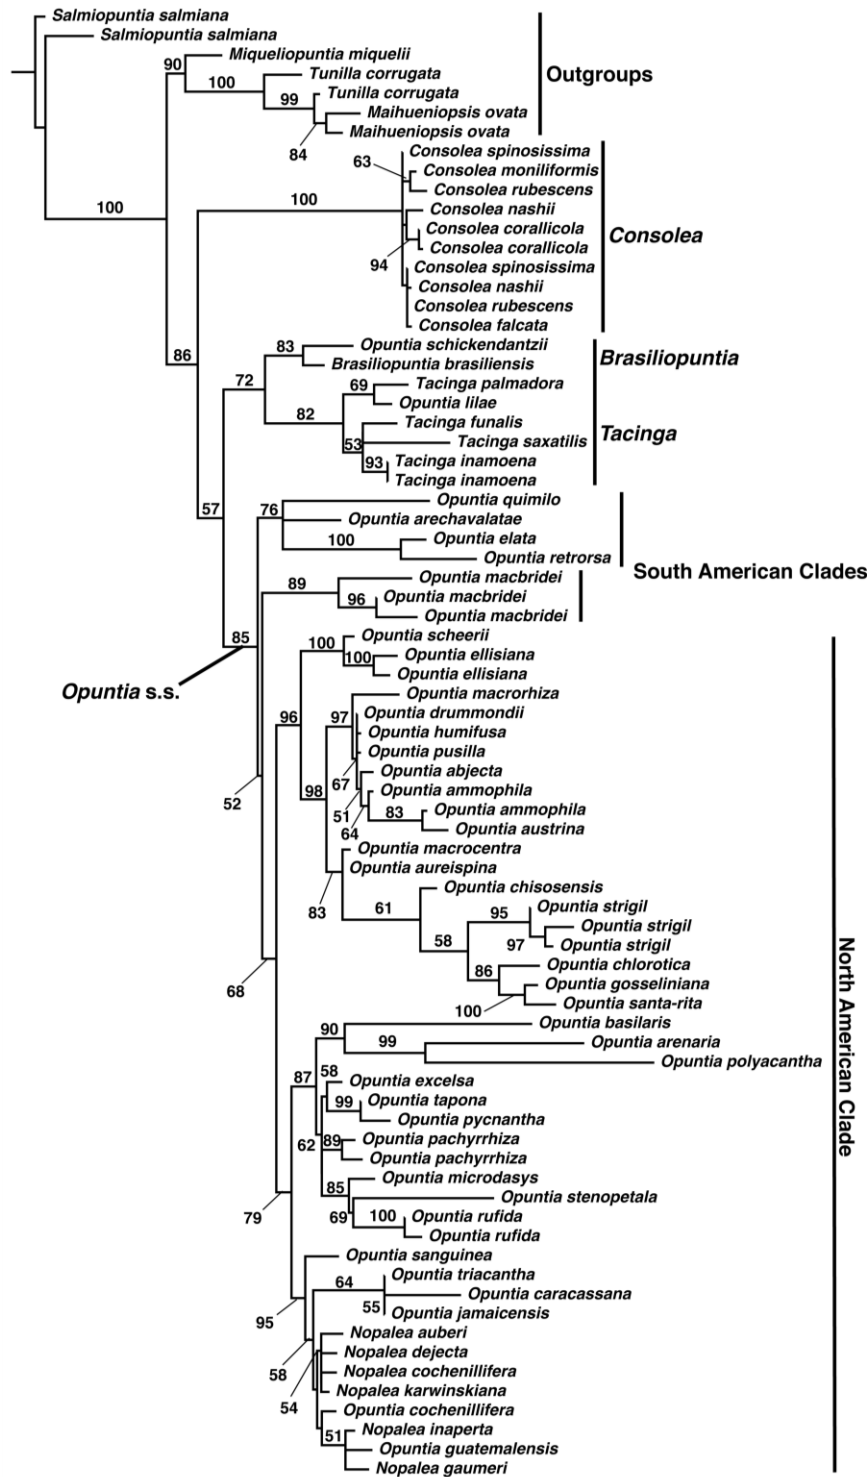 Salmiopuntia salmiana
Salmiopuntia salmiana
Miqueliopuntia miquelii
90
Tunilla corrugata
100
Outgroups
Tunilla corrugata
99
Maihueniopsis ovata
Maihueniopsis ovata
84
Consolea spinosissima
63
Consolea moniliformis
Consolea rubescens
100
100
Consolea nashii
Consolea corallicola
Consolea
Consolea corallicola
94
Consolea spinosissima
Consolea nashii
Consolea rubescens
Consolea falcata
86
83
Opuntia schickendantzii
Brasiliopuntia
Brasiliopuntia brasiliensis
72
Tacinga palmadora
69
Opuntia lilae
82
Tacinga funalis
Tacinga
53
Tacinga saxatilis
93
Tacinga inamoena
Tacinga inamoena
Opuntia quimilo
57
76
Opuntia arechavalatae
Opuntia elata
100
Opuntia retrorsa
South American Clades
Opuntia macbridei
89
Opuntia macbridei
96
Opuntia macbridei
85
Opuntia scheerii
100
Opuntia ellisiana
100
Opuntia ellisiana
Opuntia s.s.
Opuntia macrorhiza
96
97
Opuntia drummondii
Opuntia humifusa
Opuntia pusilla
Opuntia abjecta
67
98
Opuntia ammophila
52
51
83
Opuntia ammophila
64
Opuntia austrina
Opuntia macrocentra
Opuntia aureispina
Opuntia chisosensis
83
61
95
Opuntia strigil
Opuntia strigil
58
97
Opuntia strigil
86
Opuntia chlorotica
Opuntia gosseliniana
68
100
Opuntia santa-rita
North American Clade
90
Opuntia basilaris
99
Opuntia arenaria
Opuntia polyacantha
87
58
Opuntia excelsa
99
Opuntia tapona
Opuntia pycnantha
62
89
Opuntia pachyrrhiza
Opuntia pachyrrhiza
Opuntia microdasys
85
Opuntia stenopetala
79
69
100
Opuntia rufida
Opuntia rufida
Opuntia sanguinea
64
Opuntia triacantha
Opuntia caracassana
95
55
Opuntia jamaicensis
Nopalea auberi
Nopalea dejecta
58
Nopalea cochenillifera
Nopalea karwinskiana
54
Opuntia cochenillifera
51
Nopalea inaperta
Opuntia guatemalensis
Nopalea gaumeri